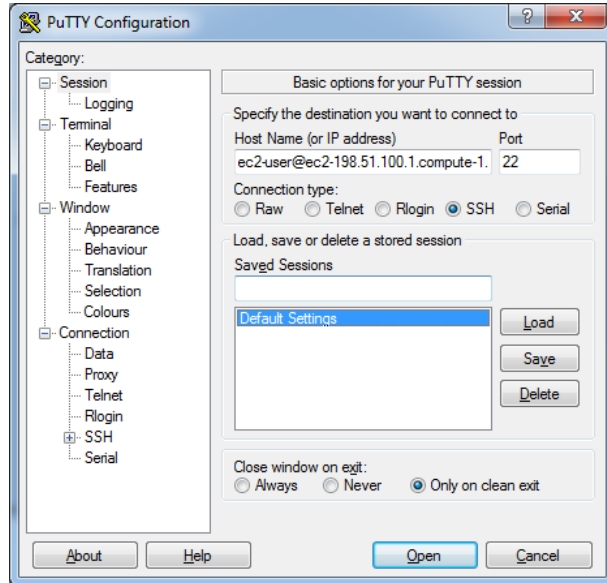 PuTTY Configuration
Category:
Session
Logging
Terminal
Keyboard
Bell
Features
Window
Appearance
Behaviour
Translation
Selection
Colours
Connection
Data
Proxy
Telnet
Rlogin
SSH
Serial
Basic options for your PuTTY session
Specify the destination you want to connect to
Host Name (or IP address) Port
ec2-user@ec2-198.51.100.1.compute-1. 22
Connection type:
Raw Telnet Rlogin SSH Serial
Load, save or delete a stored session
Saved Sessions
Default Settings
Load
Save
Delete
Close window on exit:
Always Never Only on clean exit
About Help Open Cancel